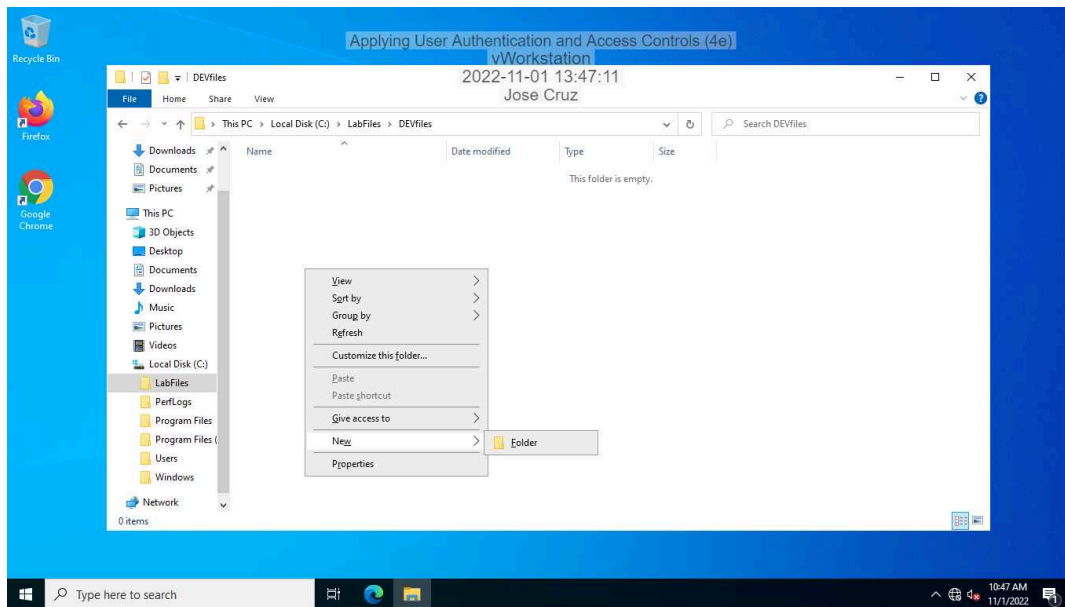 Recycle Bin
Firefox
Google
Chrome
Applying User Authentication and Access Controls (4e)
vWorkstation
2022-11-01 13:47:11
Jose Cruz
DEVfiles
File Home Share View
This PC > Local Disk (C:) > LabFiles > DEVfiles
Search DEVfiles
Name Date modified Type Size
This folder is empty.
Downloads
Documents
Pictures
This PC
3D Objects
Desktop
Documents
Downloads
Music
Pictures
Videos
Local Disk (C:)
LabFiles
PerfLogs
Program Files
Program Files (
Users
Windows
Network
0 items
View
Sort by
Group by
Refresh
Customize this folder...
Paste
Paste shortcut
Give access to
New
Folder
Properties
Type here to search
10:47 AM
11/1/2022
1